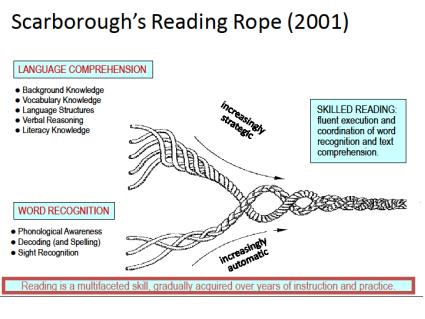 Scarborough's Reading Rope (2001)
LANGUAGE COMPREHENSION
● Background Knowledge
● Vocabulary Knowledge
● Language Structures
● Verbal Reasoning
● Literacy Knowledge
increasingly
strategic
SKILLED READING:
fluent execution and
coordination of word
recognition and text
comprehension.
WORD RECOGNITION
● Phonological Awareness
● Decoding (and Spelling)
● Sight Recognition
increasingly
automatic
Reading is a multifaceted skill, gradually acquired over years of instruction and practice.